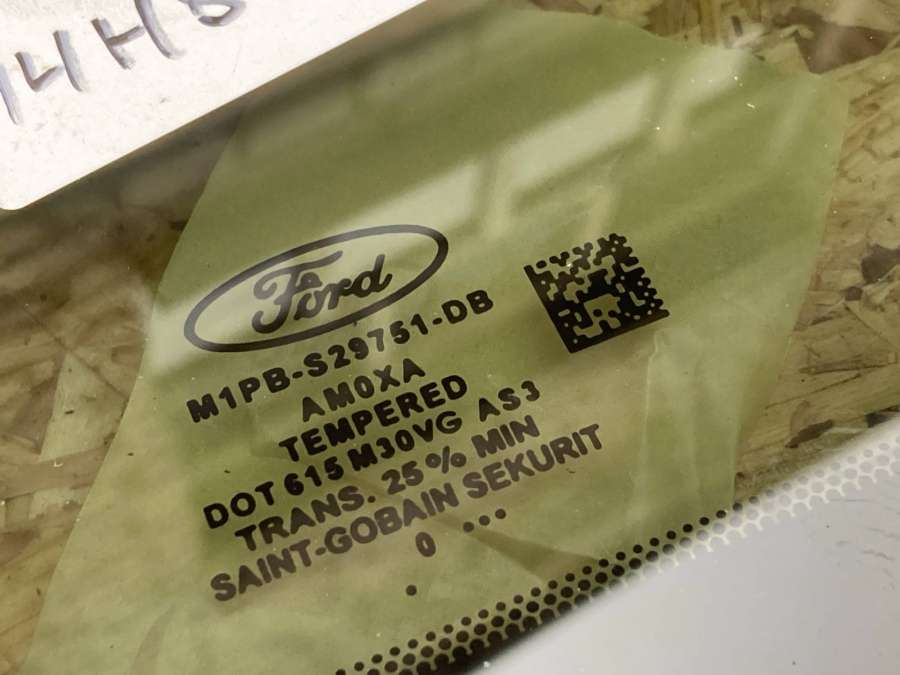 14H8
Ford
M1PB-S29751-DB
AM0XA
TEMPERED
DOT 615 M30VG AS3
TRANS. 25% MIN
SAINT-GOBAIN SEKURIT
. 0 ...